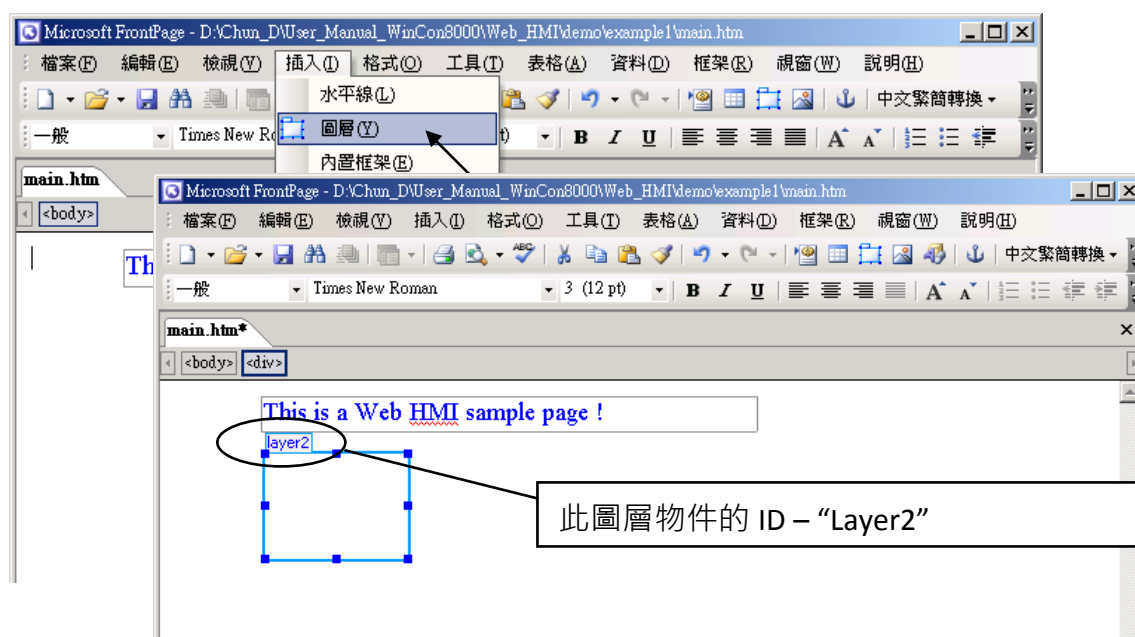 Microsoft FrontPage - D:\Chun_D\User_Manual_WinCon8000\Web_HMI\demo\example1\main.htm
檔案(F) 編輯(E) 檢視(V) 插入(I) 格式(O) 工具(T) 表格(A) 資料(D) 框架(R) 視窗(W) 說明(H)
水平線(L)
中文繁簡轉換
一般 Times New
圖層(Y)
B I U A A
內置框架(E)
main.htm
<body>
Th
Microsoft FrontPage - D:\Chun_D\User_Manual_WinCon8000\Web_HMI\demo\example1\main.htm
檔案(F) 編輯(E) 檢視(V) 插入(I) 格式(O) 工具(T) 表格(A) 資料(D) 框架(R) 視窗(W) 說明(H)
ABC 中文繁簡轉換
一般 Times New Roman 3 (12 pt) B I U A A
main.htm*
<body> <div>
This is a Web HMI sample page !
layer2
此圖層物件的 ID – “Layer2”